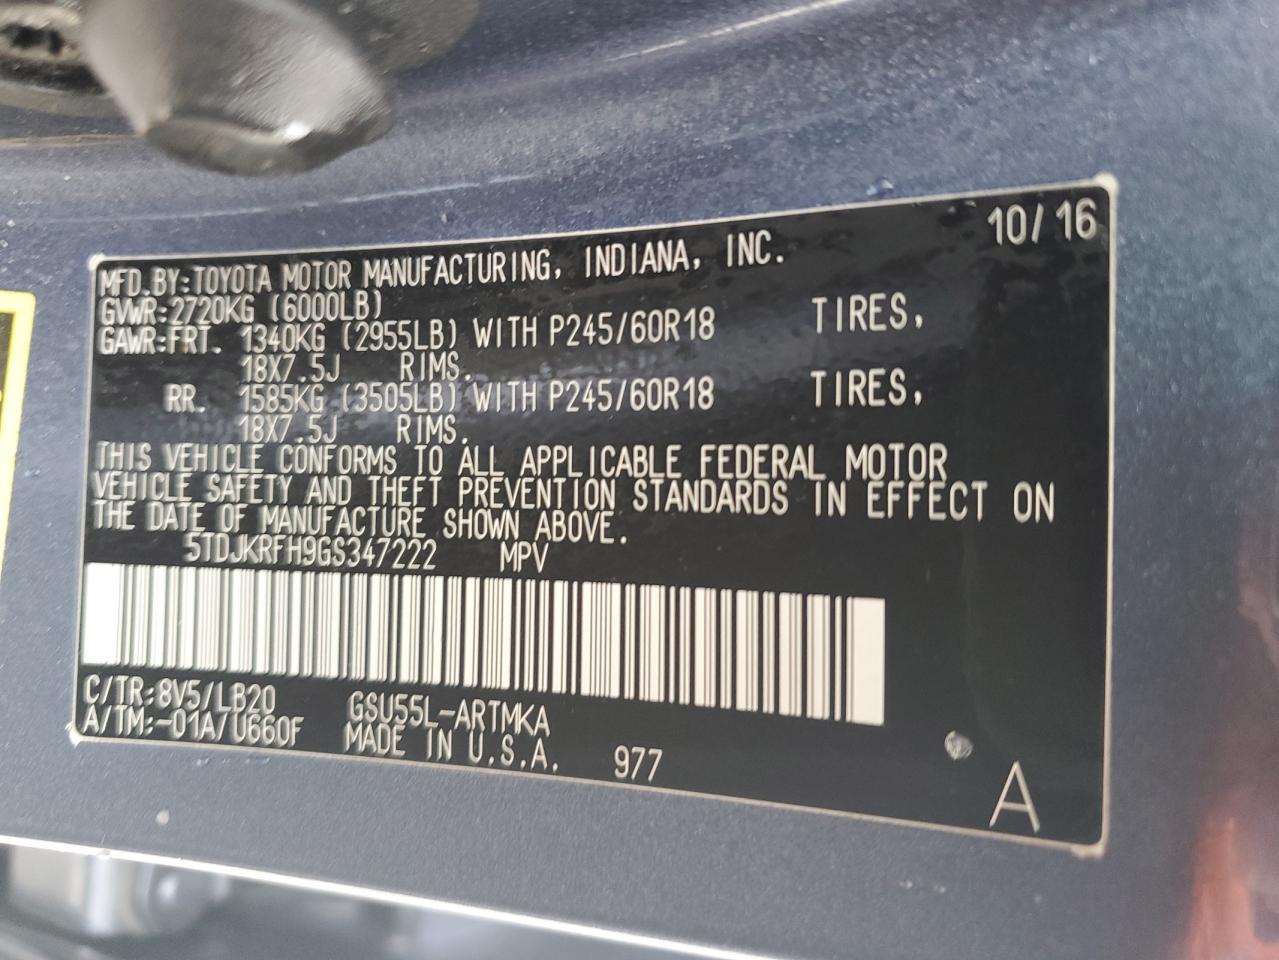 10/16
MFD.BY:TOYOTA MOTOR MANUFACTURING, INDIANA, INC.
GVWR:2720KG (6000LB)
GAWR:FRT. 1340KG (2955LB) WITH P245/60R18 TIRES,
18X7.5J RIMS.
RR. 1585KG (3505LB) WITH P245/60R18 TIRES,
18X7.5J RIMS.
THIS VEHICLE CONFORMS TO ALL APPLICABLE FEDERAL MOTOR
VEHICLE SAFETY AND THEFT PREVENTION STANDARDS IN EFFECT ON
THE DATE OF MANUFACTURE SHOWN ABOVE.
5TDJKRFH9GS347222 MPV
C/TR:8V5/LB20 GSU55L-ARTMKA
A/TM:-01A/U660F MADE IN U.S.A. 977
A